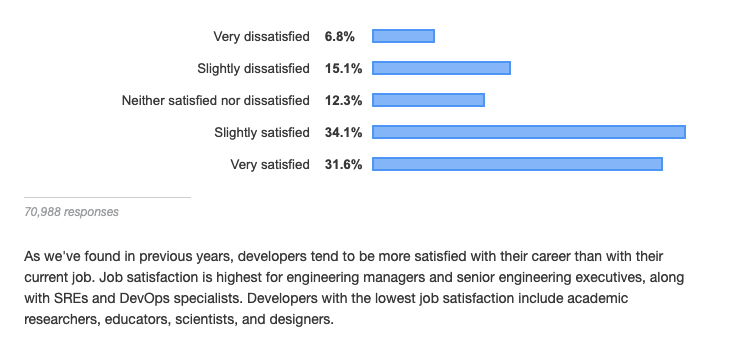 Very dissatisfied 6.8%
Slightly dissatisfied 15.1%
Neither satisfied nor dissatisfied 12.3%
Slightly satisfied 34.1%
Very satisfied 31.6%
70,988 responses
As we've found in previous years, developers tend to be more satisfied with their career than with their
current job. Job satisfaction is highest for engineering managers and senior engineering executives, along
with SREs and DevOps specialists. Developers with the lowest job satisfaction include academic
researchers, educators, scientists, and designers.